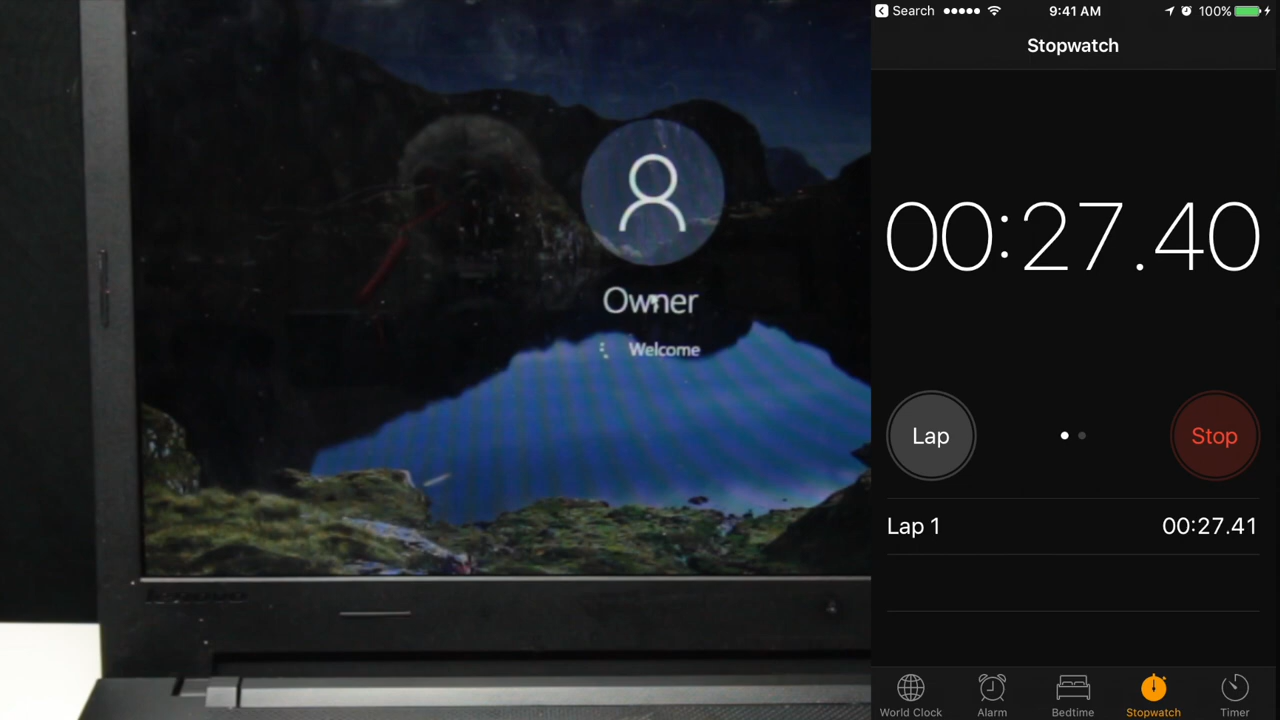 Owner
Welcome
lenovo
Search
9:41 AM
100%
Stopwatch
00:27.40
Lap
Stop
Lap 1
00:27.41
World Clock
Alarm
Bedtime
Stopwatch
Timer